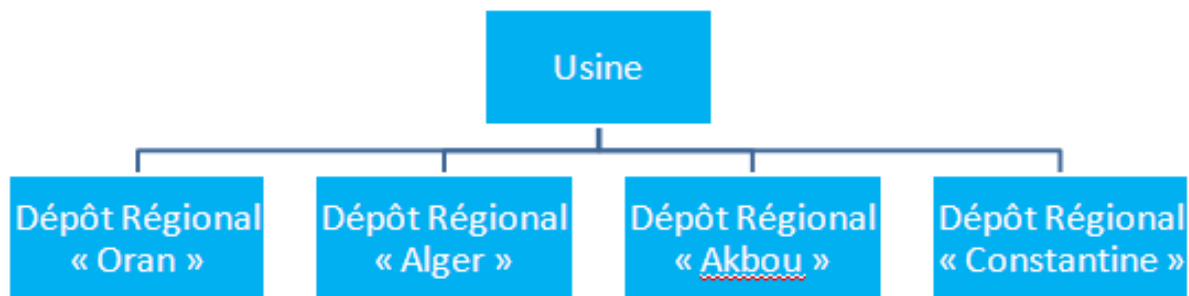 Usine
Dépôt Régional
« Oran »
Dépôt Régional
« Alger »
Dépôt Régional
« Akbou »
Dépôt Régional
« Constantine »